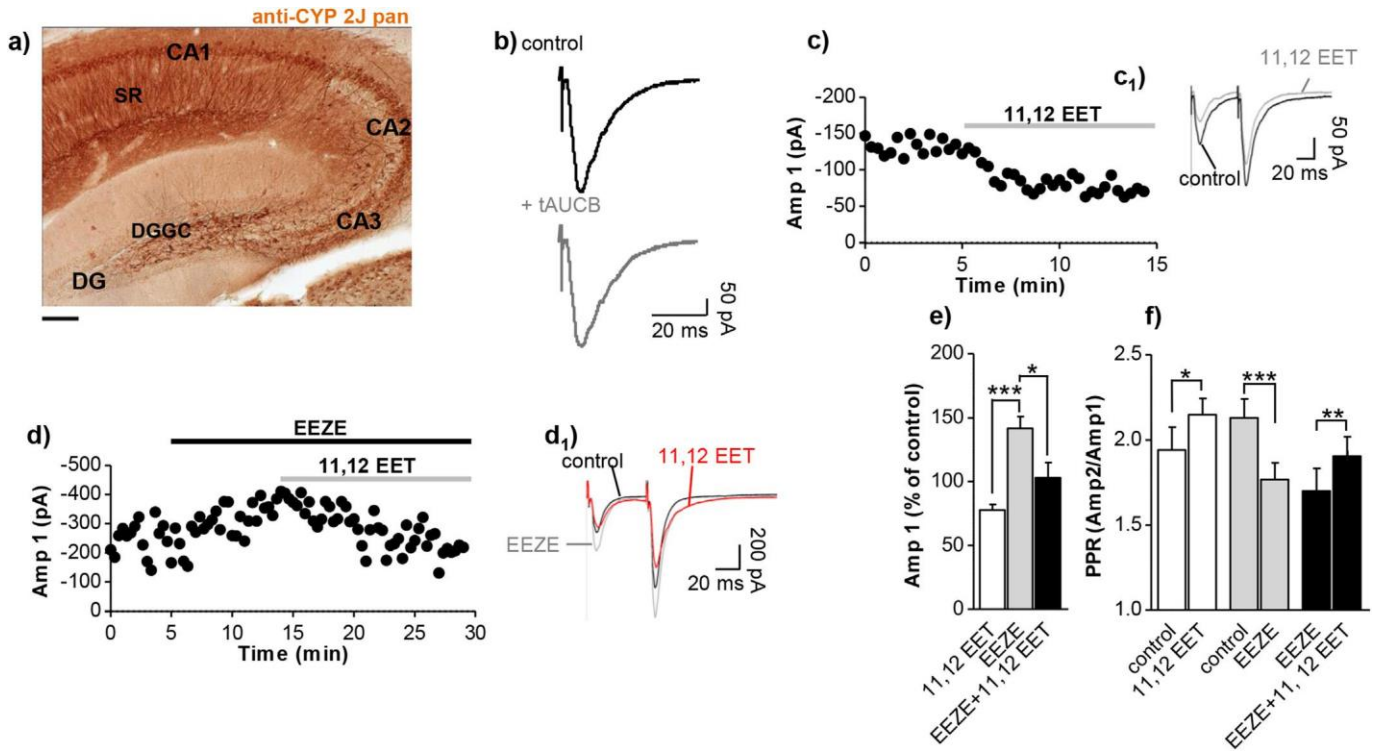 anti-CYP 2J pan
a)
CA1
SR
CA2
CA3
DGGC
DG
b) control
+ tAUCB
50 pA
20 ms
c)
Amp 1 (pA)
-200
-150
-100
-50
0
11,12 EET
0 5 10 15
Time (min)
c1)
11,12 EET
control
50 pA
20 ms
d)
Amp 1 (pA)
-500
-400
-300
-200
-100
0
EEZE
11,12 EET
0 5 10 15 20 25 30
Time (min)
d1)
control
11,12 EET
EEZE
200 pA
20 ms
e)
Amp 1 (% of control)
200
150
100
50
0
***
*
11,12 EET
EEZE
EEZE+11,12 EET
f)
PPR (Amp2/Amp1)
2.5
2.0
1.5
1.0
*
***
**
control
11,12 EET
control
EEZE
EEZE
EEZE+11, 12 EET